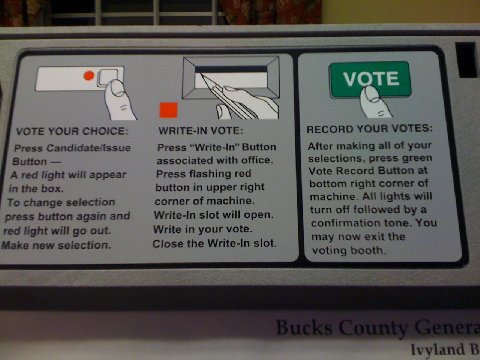 VOTE YOUR CHOICE:
Press Candidate/Issue
Button —
A red light will appear
in the box.
To change selection
press button again and
red light will go out.
Make new selection.
WRITE-IN VOTE:
Press "Write-In" Button
associated with office.
Press flashing red
button in upper right
corner of machine.
Write-In slot will open.
Write in your vote.
Close the Write-In slot.
VOTE
RECORD YOUR VOTES:
After making all of your
selections, press green
Vote Record Button at
bottom right corner of
machine. All lights will
turn off followed by a
confirmation tone. You
may now exit the
voting booth.
Bucks County Genera
Ivyland B